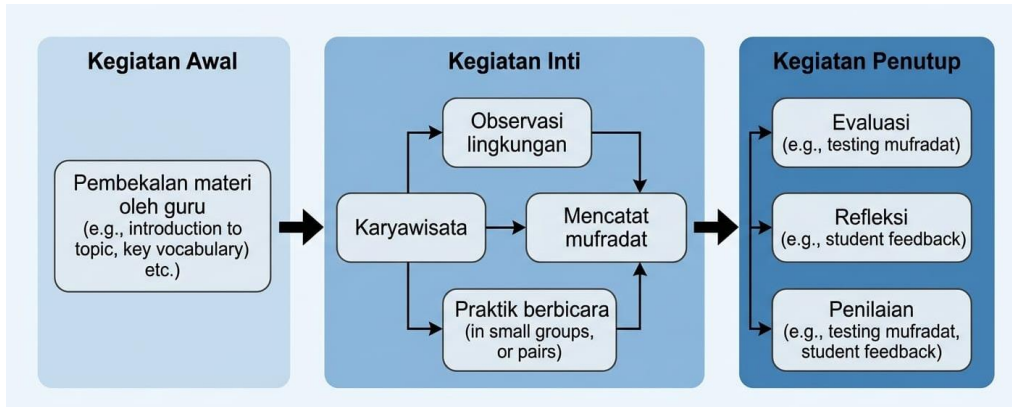 Kegiatan Awal
Pembekalan materi
oleh guru
(e.g., introduction to
topic, key vocabulary)
etc.)
Kegiatan Inti
Observasi
lingkungan
Karyawisata
Mencatat
mufradat
Praktik berbicara
(in small groups,
or pairs)
Kegiatan Penutup
Evaluasi
(e.g., testing mufradat)
Refleksi
(e.g., student feedback)
Penilaian
(e.g., testing mufradat,
student feedback)